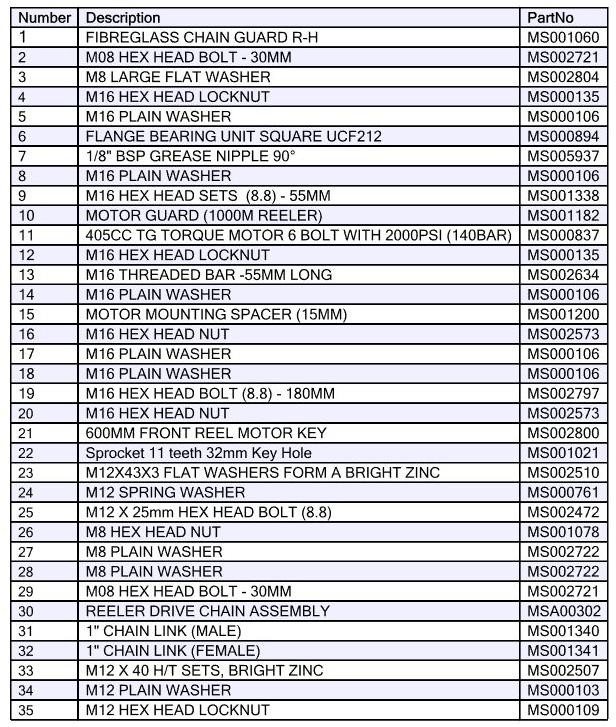 Number Description PartNo
1 FIBREGLASS CHAIN GUARD R-H MS001060
2 M08 HEX HEAD BOLT - 30MM MS002721
3 M8 LARGE FLAT WASHER MS002804
4 M16 HEX HEAD LOCKNUT MS000135
5 M16 PLAIN WASHER MS000106
6 FLANGE BEARING UNIT SQUARE UCF212 MS000894
7 1/8" BSP GREASE NIPPLE 90° MS005937
8 M16 PLAIN WASHER MS000106
9 M16 HEX HEAD SETS (8.8) - 55MM MS001338
10 MOTOR GUARD (1000M REELER) MS001182
11 405CC TG TORQUE MOTOR 6 BOLT WITH 2000PSI (140BAR) MS000837
12 M16 HEX HEAD LOCKNUT MS000135
13 M16 THREADED BAR -55MM LONG MS002634
14 M16 PLAIN WASHER MS000106
15 MOTOR MOUNTING SPACER (15MM) MS001200
16 M16 HEX HEAD NUT MS002573
17 M16 PLAIN WASHER MS000106
18 M16 PLAIN WASHER MS000106
19 M16 HEX HEAD BOLT (8.8) - 180MM MS002797
20 M16 HEX HEAD NUT MS002573
21 600MM FRONT REEL MOTOR KEY MS002800
22 Sprocket 11 teeth 32mm Key Hole MS001021
23 M12X43X3 FLAT WASHERS FORM A BRIGHT ZINC MS002510
24 M12 SPRING WASHER MS000761
25 M12 X 25mm HEX HEAD BOLT (8.8) MS002472
26 M8 HEX HEAD NUT MS001078
27 M8 PLAIN WASHER MS002722
28 M8 PLAIN WASHER MS002722
29 M08 HEX HEAD BOLT - 30MM MS002721
30 REELER DRIVE CHAIN ASSEMBLY MSA00302
31 1" CHAIN LINK (MALE) MS001340
32 1" CHAIN LINK (FEMALE) MS001341
33 M12 X 40 H/T SETS, BRIGHT ZINC MS002507
34 M12 PLAIN WASHER MS000103
35 M12 HEX HEAD LOCKNUT MS000109